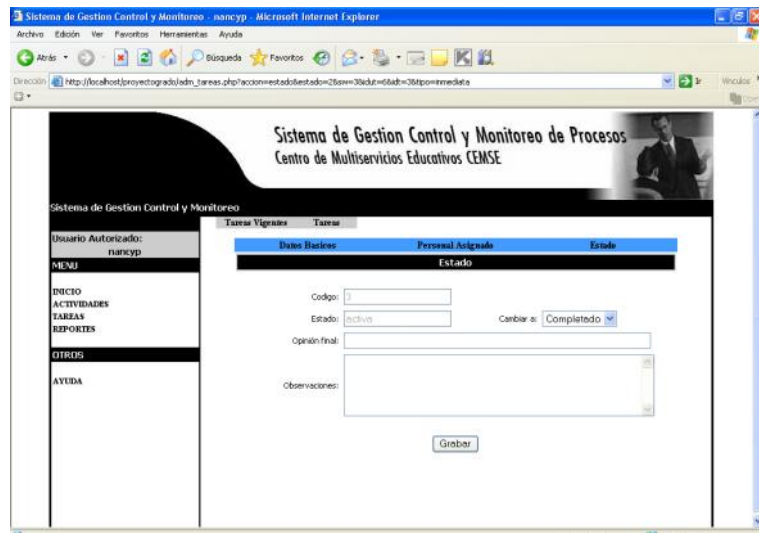 Sistema de Gestion Control y Monitoreo - nancyp - Microsoft Internet Explorer
Archivo Edición Ver Favoritos Herramientas Ayuda
Atrás Búsqueda Favoritos
Dirección http://localhost/proyectogrado/adm_tareas.php?accion=estado&estado=2&sw=3&idut=6&idt=3&tipo=inmediata Ir Vínculos
Sistema de Gestion Control y Monitoreo de Procesos
Centro de Multiservicios Educativos CEMSE
Sistema de Gestion Control y Monitoreo
Tareas Vigentes Tareas
Usuario Autorizado:
nancyp
Datos Basicos Personal Asignado Estado
Estado
MENU
INICIO
ACTIVIDADES
TAREAS
REPORTES
OTROS
AYUDA
Codigo: 3
Estado: activa Cambiar a: Completado
Opinión final:
Observaciones:
Grabar